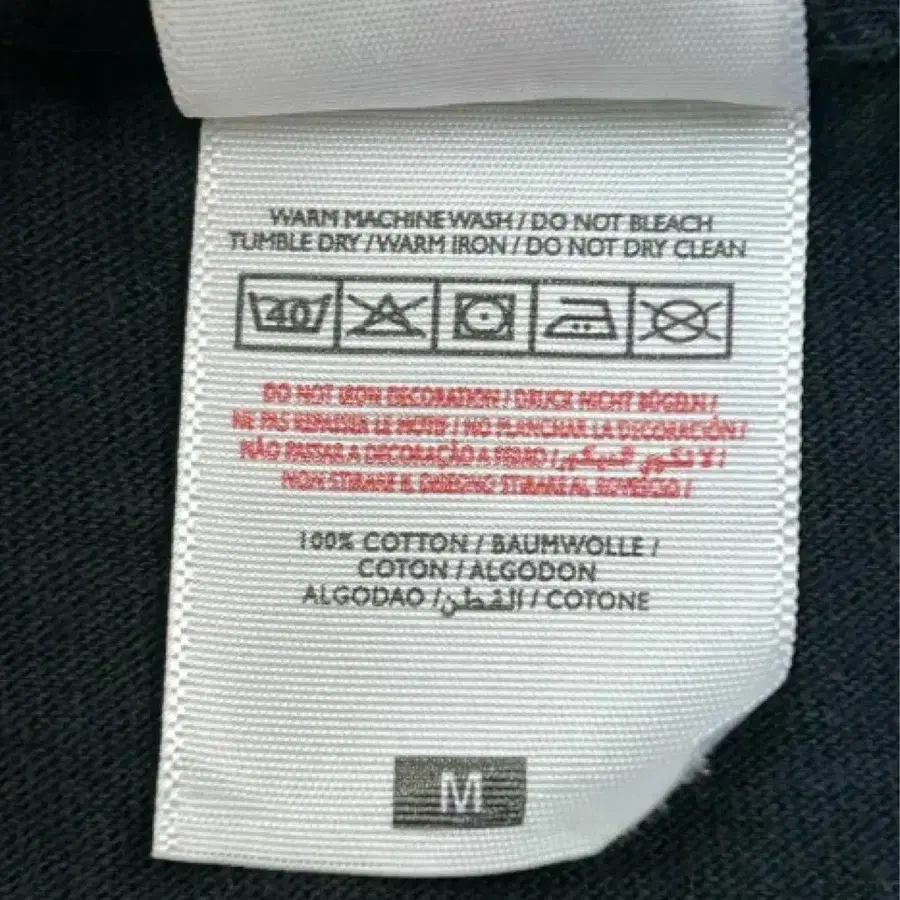 WARM MACHINE WASH / DO NOT BLEACH
TUMBLE DRY / WARM IRON / DO NOT DRY CLEAN
40
DO NOT IRON DECORATION / DRUCK NICHT BÜGELN /
NE PAS REPASSER LE MOTIF / NO PLANCHAR LA DECORACIÓN /
NÃO PASSAR A DECORAÇÃO A FERRO / لا تكوي الديكور /
NON STIRARE IL DISEGNO STIRARE AL ROVESCIO /
100% COTTON / BAUMWOLLE /
COTON / ALGODON
ALGODAO / القطن / COTONE
M